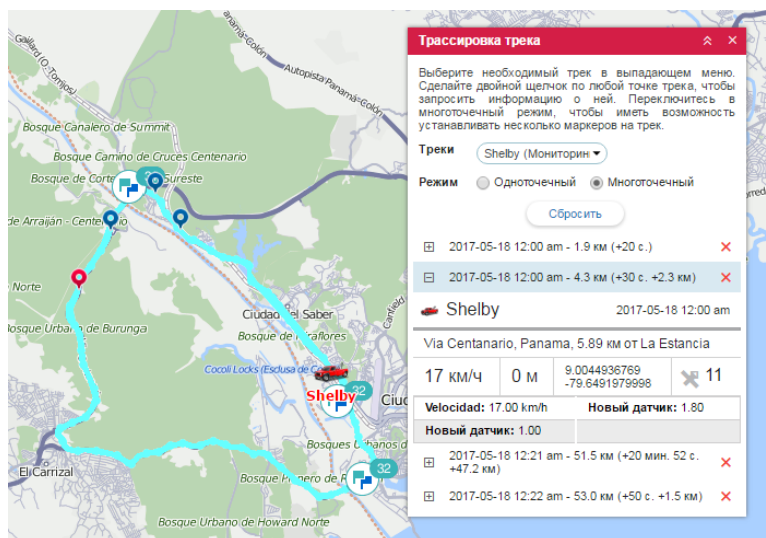 Трассировка трека
Выберите необходимый трек в выпадающем меню.
Сделайте двойной щелчок по любой точке трека, чтобы
запросить информацию о ней. Переключитесь в
многоточечный режим, чтобы иметь возможность
устанавливать несколько маркеров на трек.
Треки Shelby (Мониторин
Режим Одноточечный Многоточечный
Сбросить
2017-05-18 12:00 am - 1.9 км (+20 с.)
2017-05-18 12:00 am - 4.3 км (+30 с. +2.3 км)
Shelby 2017-05-18 12:00 am
Via Centanario, Panama, 5.89 км от La Estancia
17 км/ч 0 м 9.0044936769 11
-79.6491979998
Velocidad: 17.00 km/h Новый датчик: 1.80
Новый датчик: 1.00
2017-05-18 12:21 am - 51.5 км (+20 мин. 52 с.
+47.2 км)
2017-05-18 12:22 am - 53.0 км (+50 с. +1.5 км)
Gaillard (O. Torrijos)
Panamá-Colón
Autopista Panamá-Colón
Bosque Canalero de Summit
Bosque Camino de Cruces Centenario
Bosque de Corte Sureste
de Arraiján - Centenario
Norte
Bosque Urbano de Burunga
Ciudad del Saber
Bosque de Miraflores
Canfield
Cocoli Locks (Esclusa de Co
32
Shelby
Ciud
Bosques Urbanos d
32
El Carrizal
Bosque Pionero de R
Bosque Urbano de Howard Norte